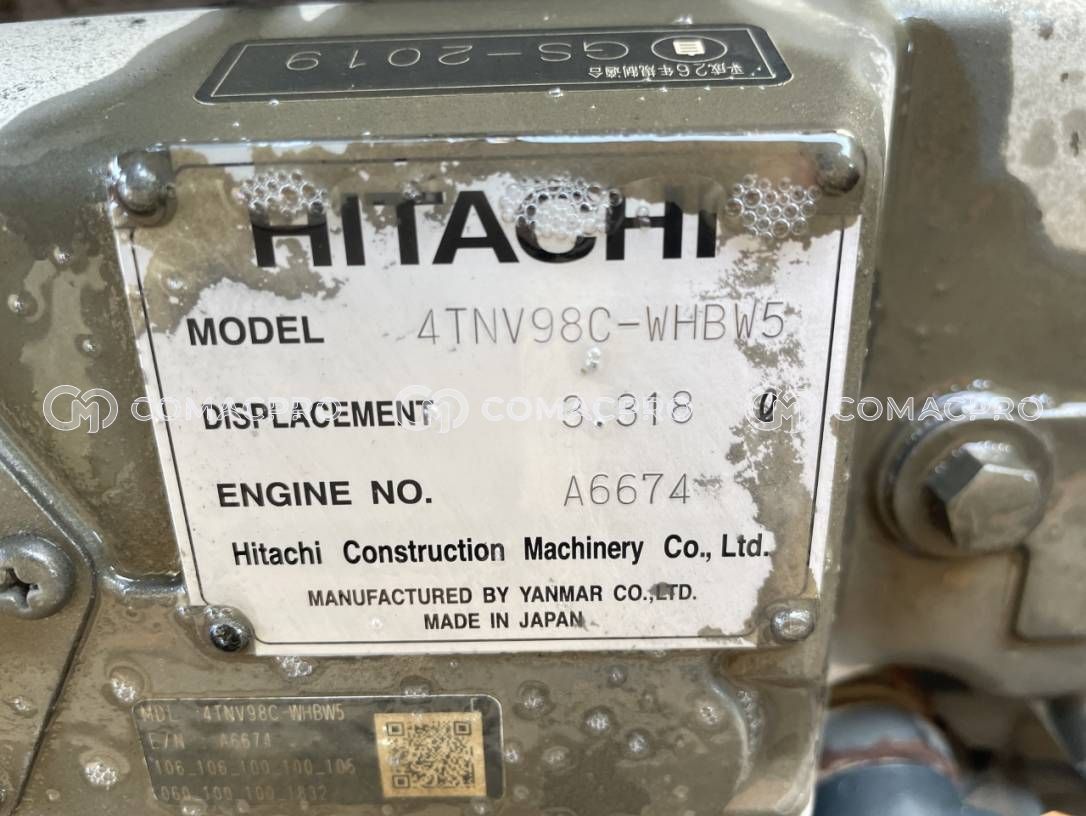 GS-2019
平成26年規制適合
HITACHI
MODEL 4TNV98C-WHBW5
COMACPRO COMACPRO COMACPRO
DISPLACEMENT 3.318 ℓ
ENGINE NO. A6674
Hitachi Construction Machinery Co., Ltd.
MANUFACTURED BY YANMAR CO.,LTD.
MADE IN JAPAN
MDL 4TNV98C-WHBW5
E/N A6674
106_106_100_100_105
1060_100_100_1832